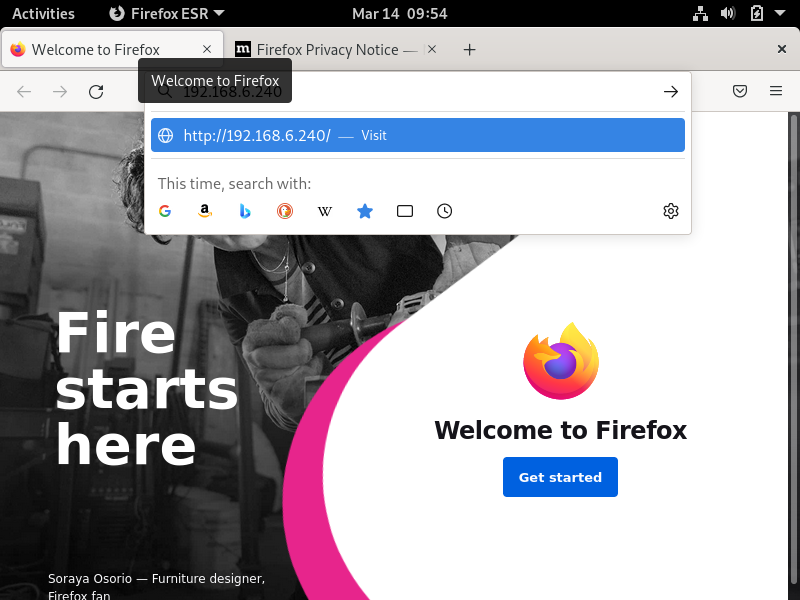 Activities
Firefox ESR
Mar 14 09:54
Welcome to Firefox
Firefox Privacy Notice —
Welcome to Firefox
192.168.6.240
http://192.168.6.240/ — Visit
This time, search with:
Fire
starts
here
Welcome to Firefox
Get started
Soraya Osorio — Furniture designer,
Firefox fan